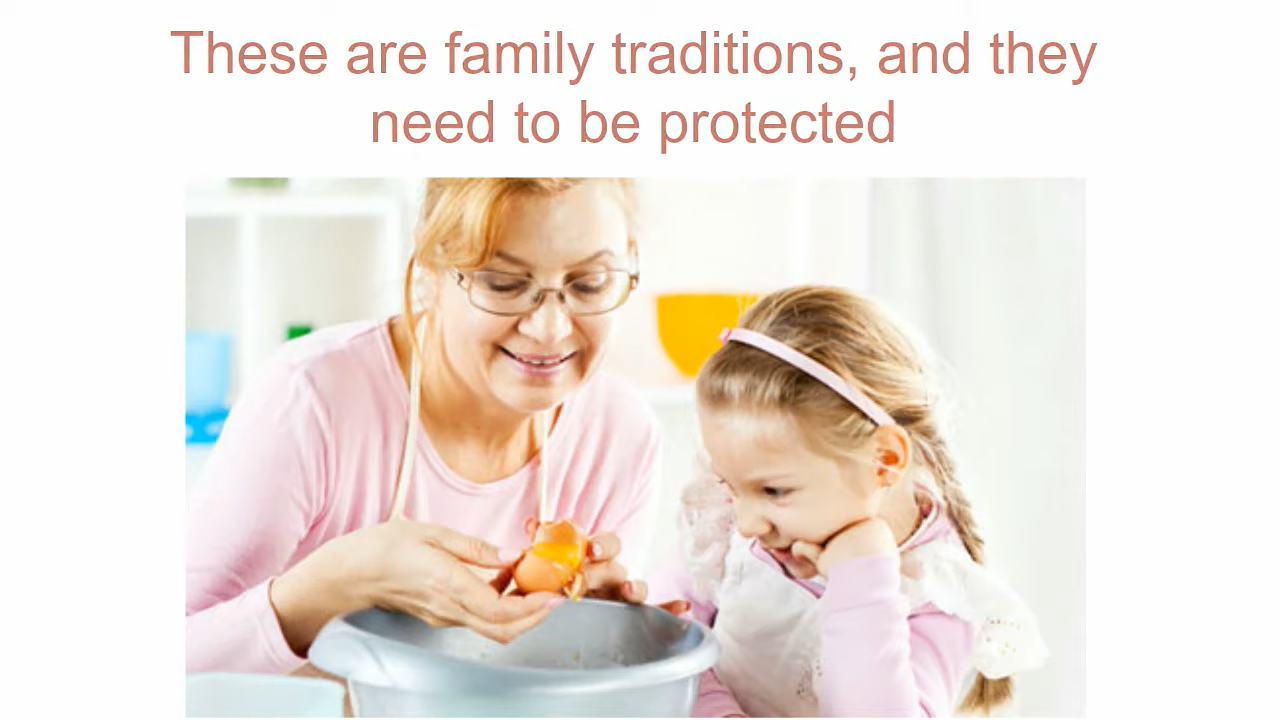 These are family traditions, and they
need to be protected